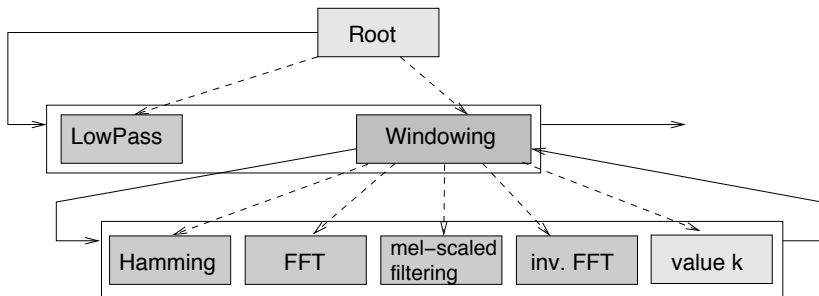 Root
LowPass
Windowing
Hamming
FFT
mel−scaled
filtering
inv. FFT
value k